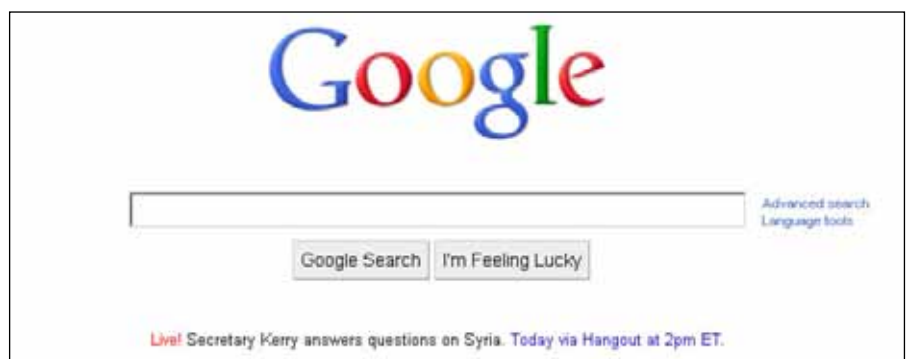 Google
Advanced search
Language tools
Google Search I'm Feeling Lucky
Live! Secretary Kerry answers questions on Syria. Today via Hangout at 2pm ET.